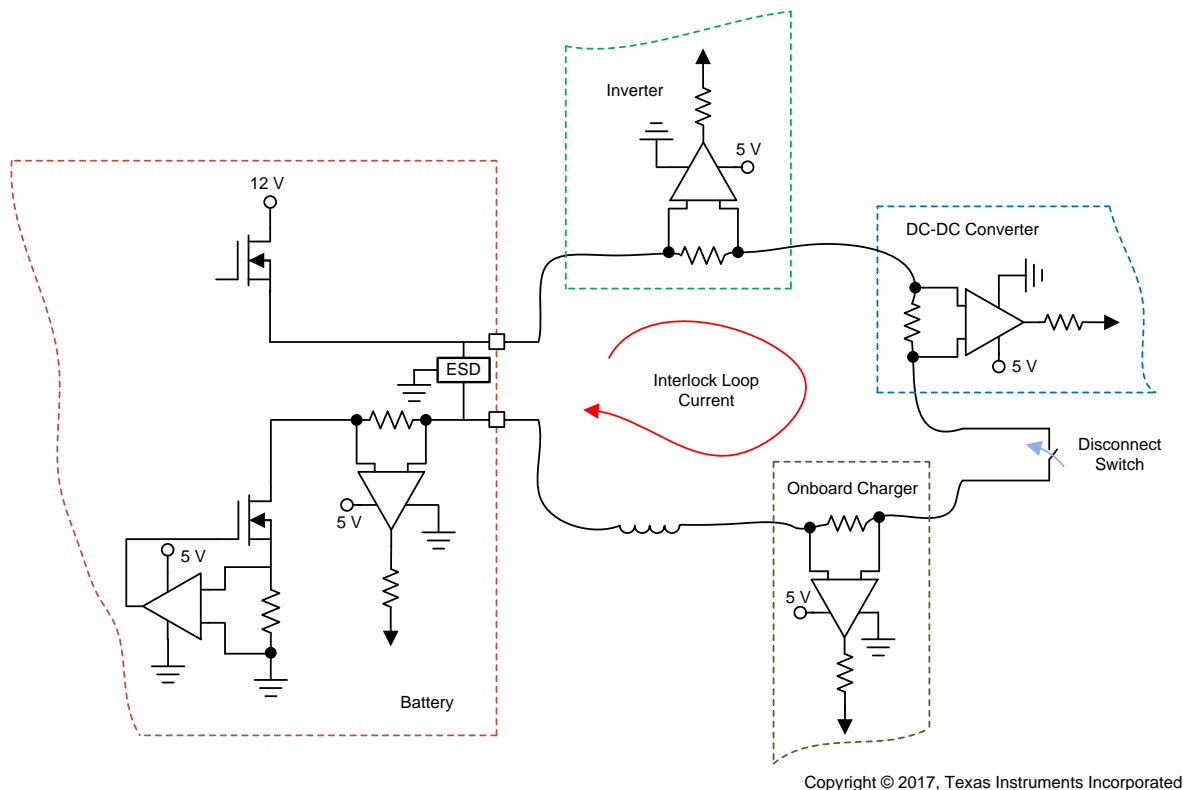 Inverter
5 V
12 V
DC-DC Converter
5 V
ESD
Interlock Loop
Current
Disconnect
Switch
Onboard Charger
5 V
5 V
5 V
Battery
Copyright © 2017, Texas Instruments Incorporated